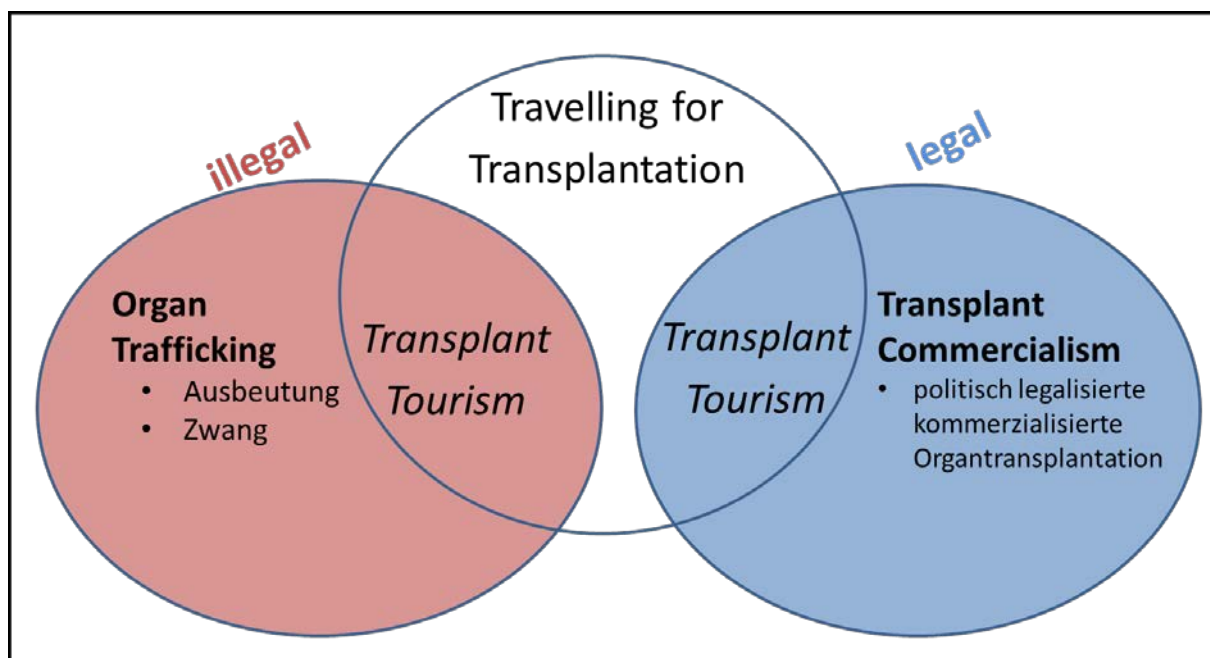 Travelling for
Transplantation
illegal
legal
Organ
Trafficking
• Ausbeutung
• Zwang
Transplant
Tourism
Transplant
Tourism
Transplant
Commercialism
• politisch legalisierte
kommerzialisierte
Organtransplantation